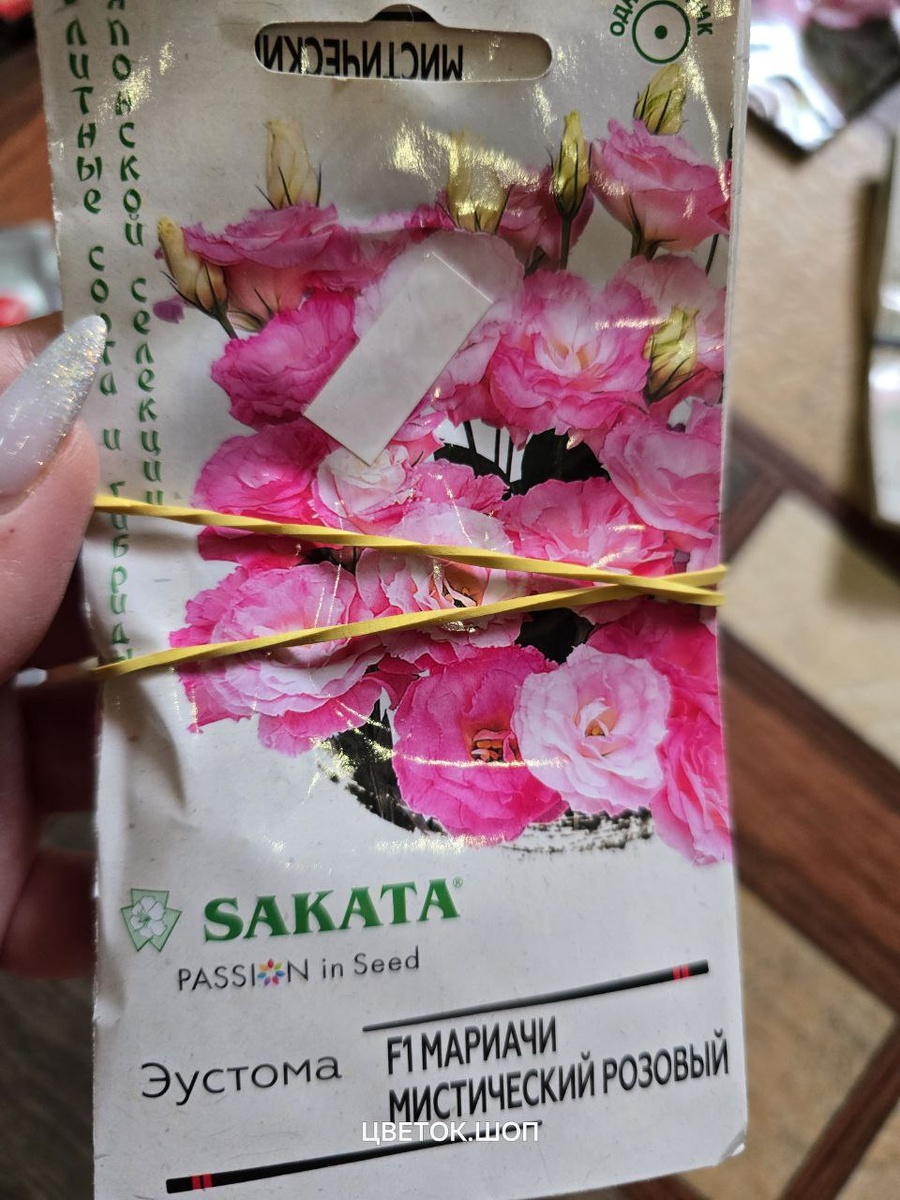 МИСТИЧЕСКИ
ЭЛИТНЫЕ СОРТА И ГИБРИДЫ
ЯПОНСКОЙ СЕЛЕКЦИИ
SAKATA®
PASSION in Seed
Эустома
F1 МАРИАЧИ
МИСТИЧЕСКИЙ РОЗОВЫЙ
ЦВЕТОК.ШОП